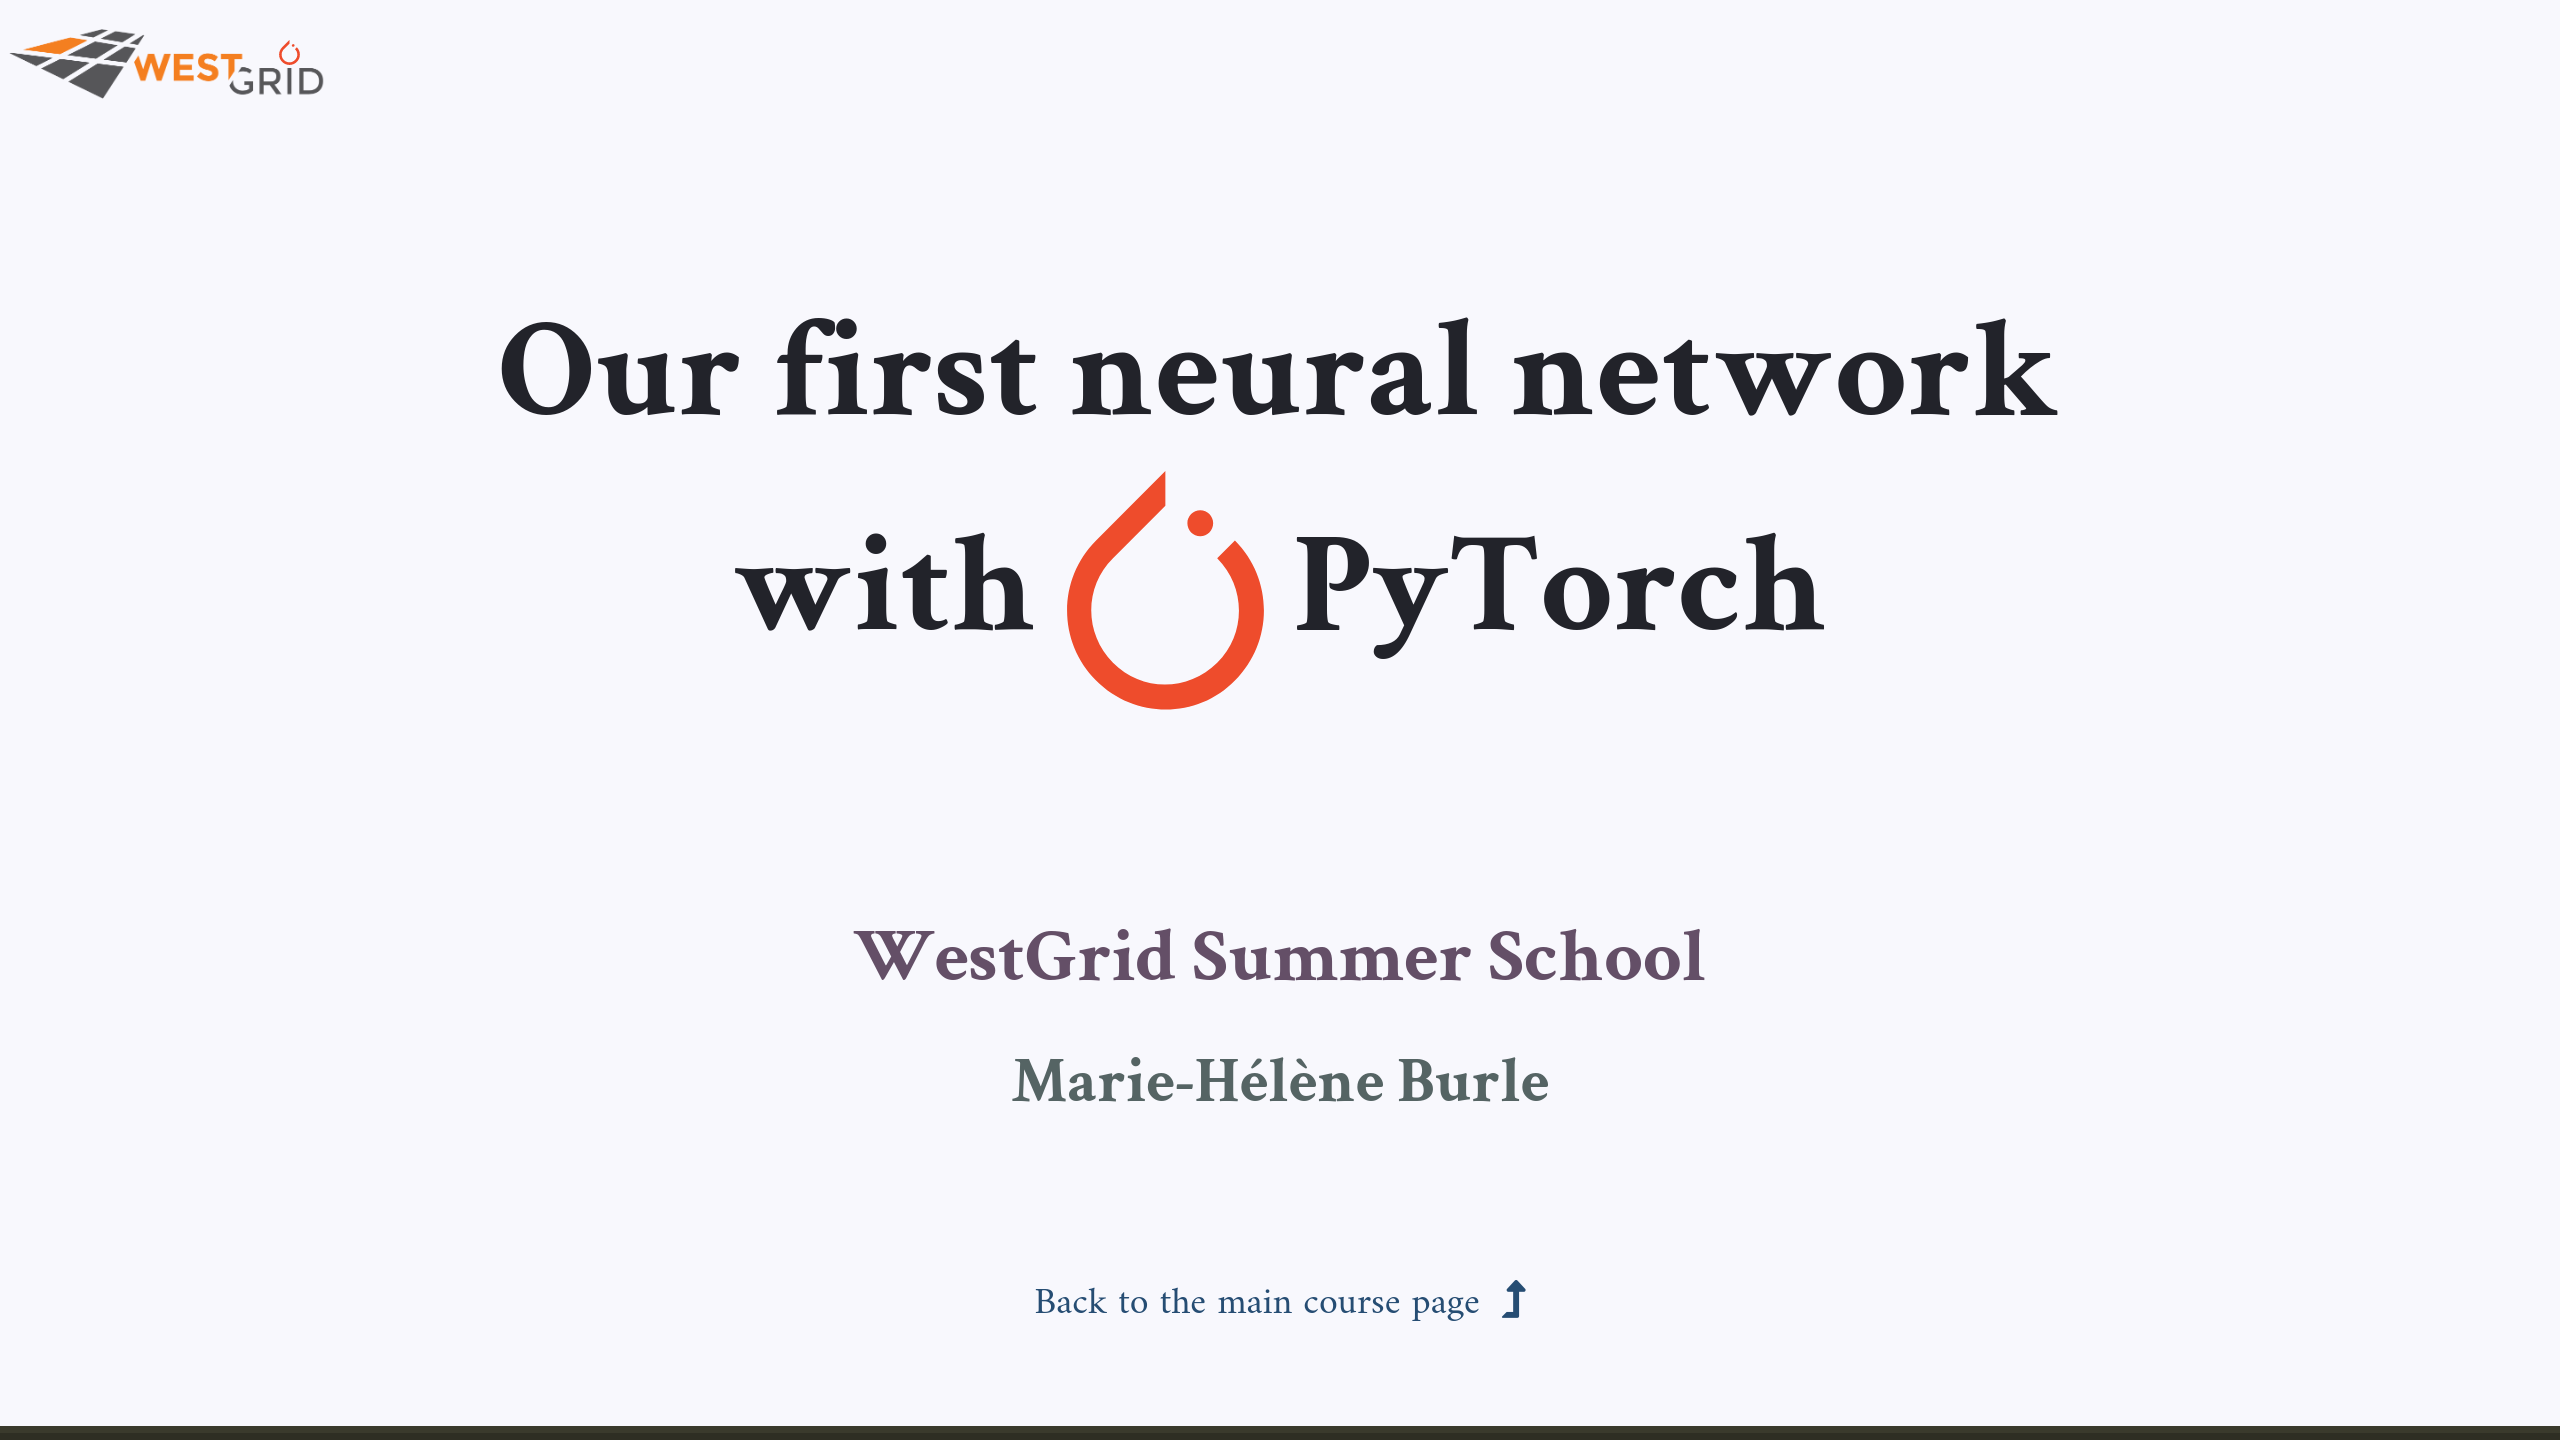 WESTGRID
Our first neural network
with PyTorch
WestGrid Summer School
Marie-Hélène Burle
Back to the main course page